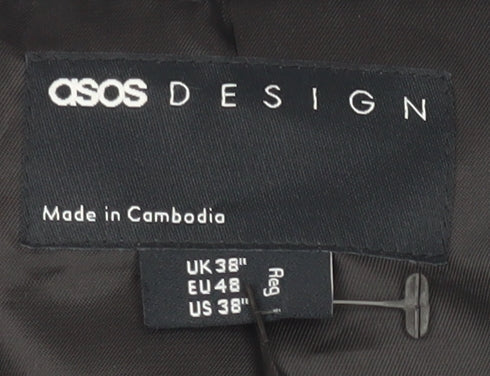 asos DESIGN
Made in Cambodia
UK 38"
EU 48
US 38"
Reg